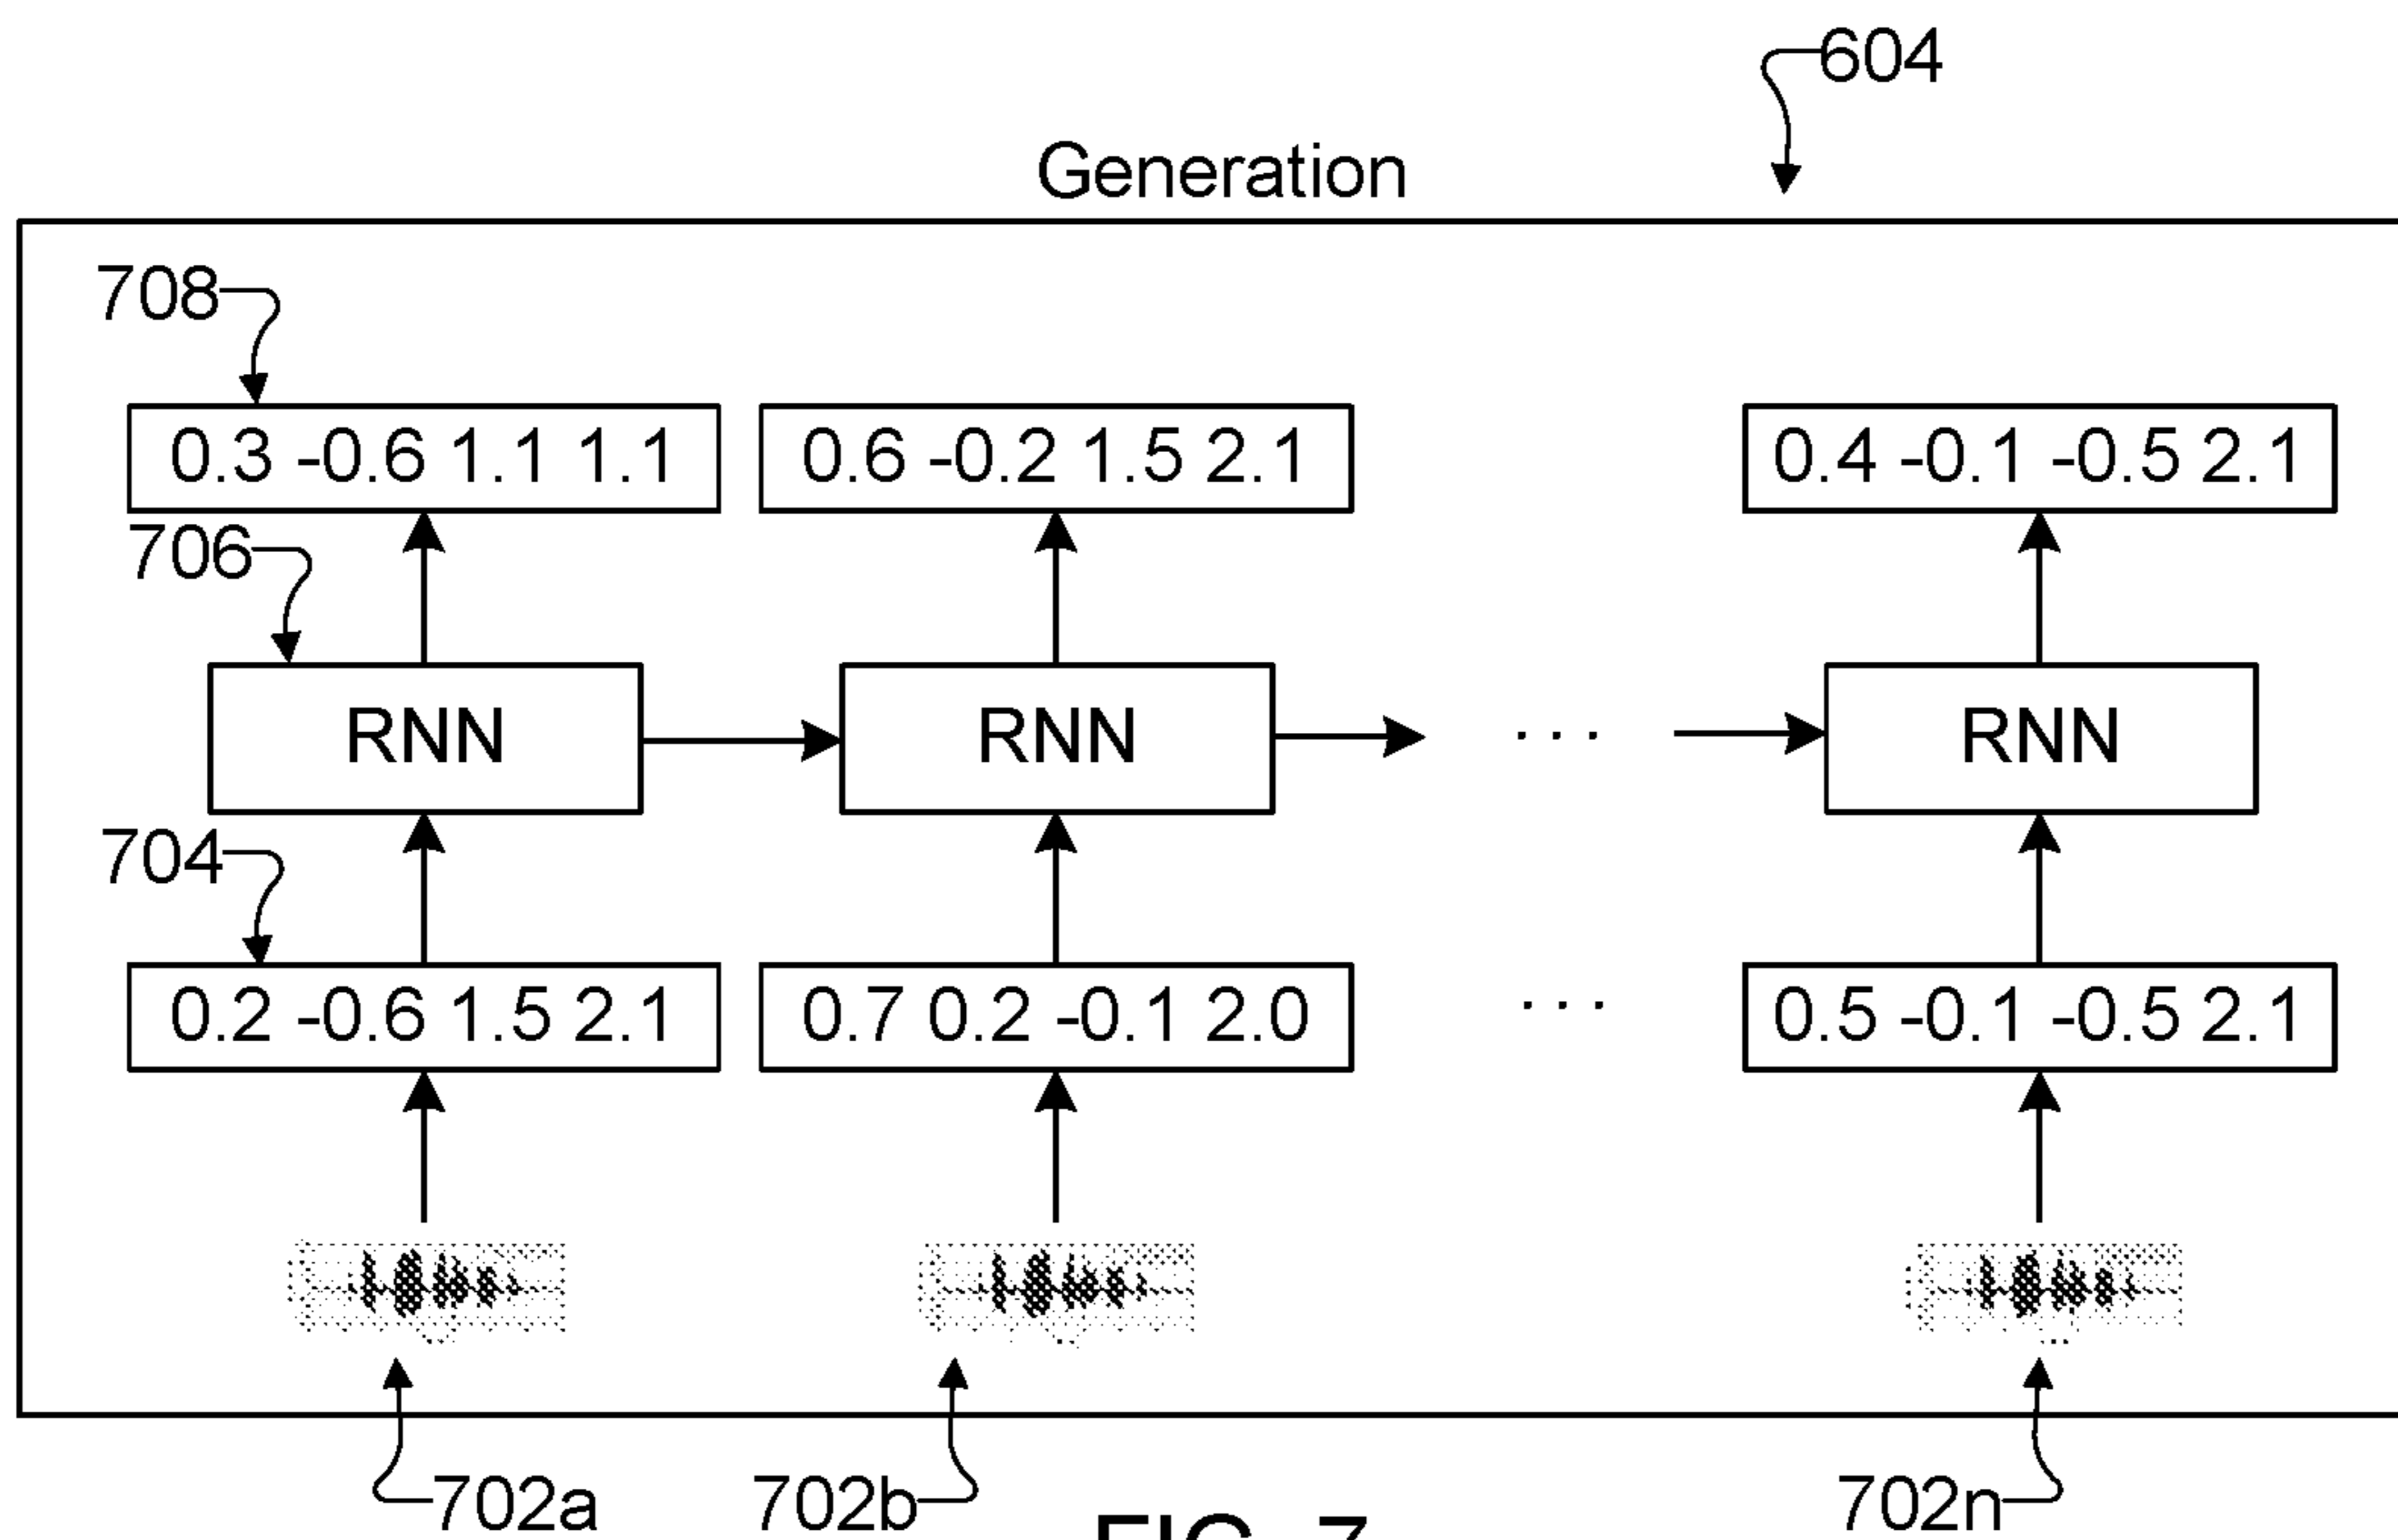 604
Generation
708
0.3 -0.6 1.1 1.1
0.6 -0.2 1.5 2.1
0.4 -0.1 -0.5 2.1
706
RNN
RNN
. . .
RNN
704
0.2 -0.6 1.5 2.1
0.7 0.2 -0.1 2.0
. . .
0.5 -0.1 -0.5 2.1
702a
702b
702n
FIG. 7